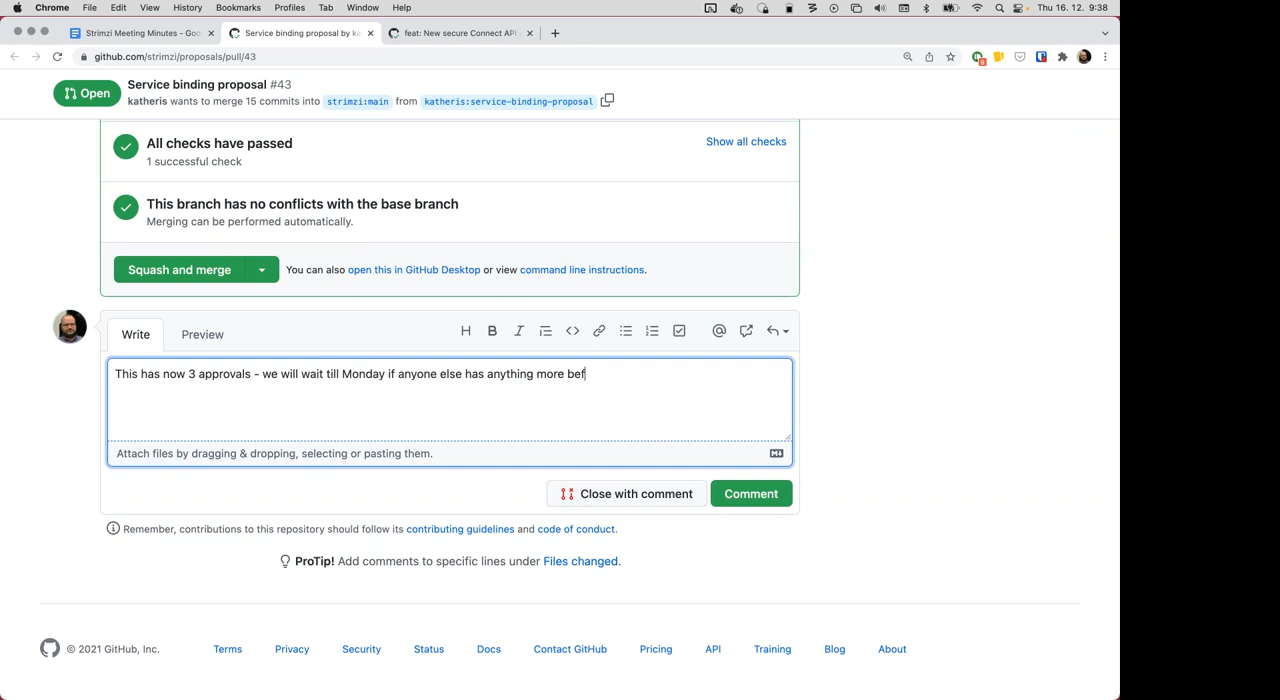 Chrome File Edit View History Bookmarks Profiles Tab Window Help Thu 16. 12. 9:38
Strimzi Meeting Minutes - Goo
Service binding proposal by ka
feat: New secure Connect API
github.com/strimzi/proposals/pull/43
9
Open
Service binding proposal #43
katheris wants to merge 15 commits into strimzi:main from katheris:service-binding-proposal
All checks have passed
Show all checks
1 successful check
This branch has no conflicts with the base branch
Merging can be performed automatically.
Squash and merge
You can also open this in GitHub Desktop or view command line instructions.
Write Preview
This has now 3 approvals - we will wait till Monday if anyone else has anything more bef
Attach files by dragging & dropping, selecting or pasting them.
Close with comment Comment
Remember, contributions to this repository should follow its contributing guidelines and code of conduct.
ProTip! Add comments to specific lines under Files changed.
© 2021 GitHub, Inc. Terms Privacy Security Status Docs Contact GitHub Pricing API Training Blog About